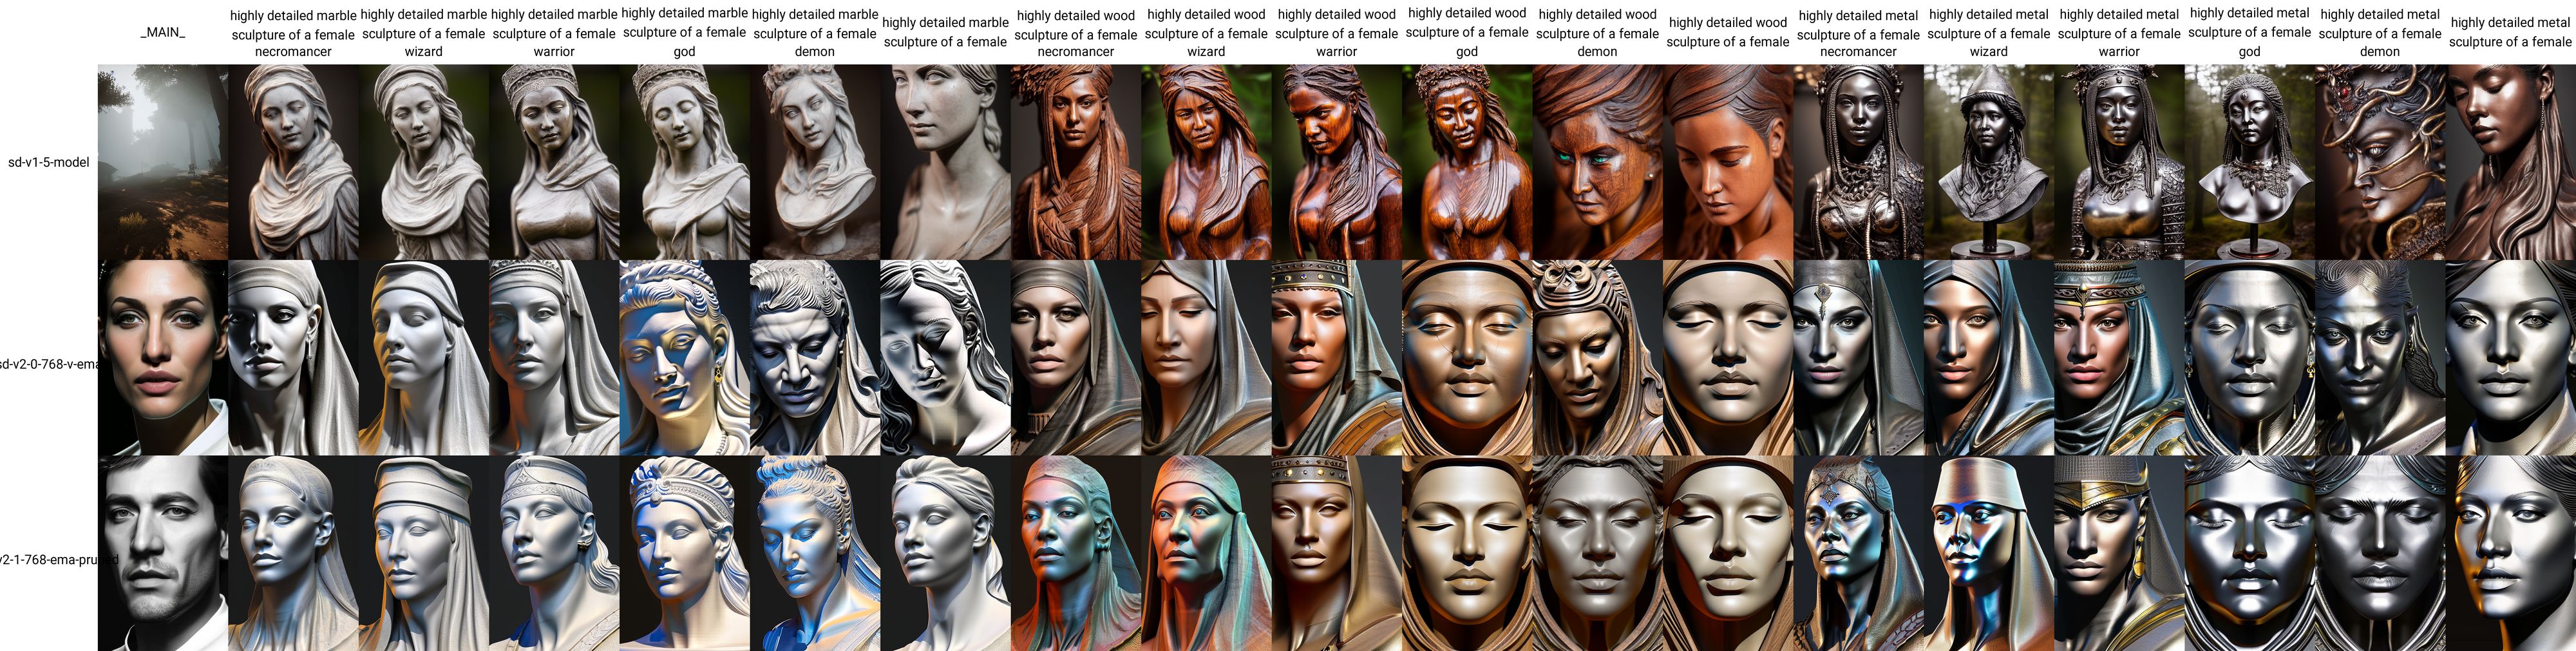 _MAIN_
highly detailed marble
sculpture of a female
necromancer
highly detailed marble
sculpture of a female
wizard
highly detailed marble
sculpture of a female
warrior
highly detailed marble
sculpture of a female
god
highly detailed marble
sculpture of a female
demon
highly detailed marble
sculpture of a female
highly detailed wood
sculpture of a female
necromancer
highly detailed wood
sculpture of a female
wizard
highly detailed wood
sculpture of a female
warrior
highly detailed wood
sculpture of a female
god
highly detailed wood
sculpture of a female
demon
highly detailed wood
sculpture of a female
highly detailed metal
sculpture of a female
necromancer
highly detailed metal
sculpture of a female
wizard
highly detailed metal
sculpture of a female
warrior
highly detailed metal
sculpture of a female
god
highly detailed metal
sculpture of a female
demon
highly detailed metal
sculpture of a female
sd-v1-5-model
sd-v2-0-768-v-ema
v2-1-768-ema-pruned